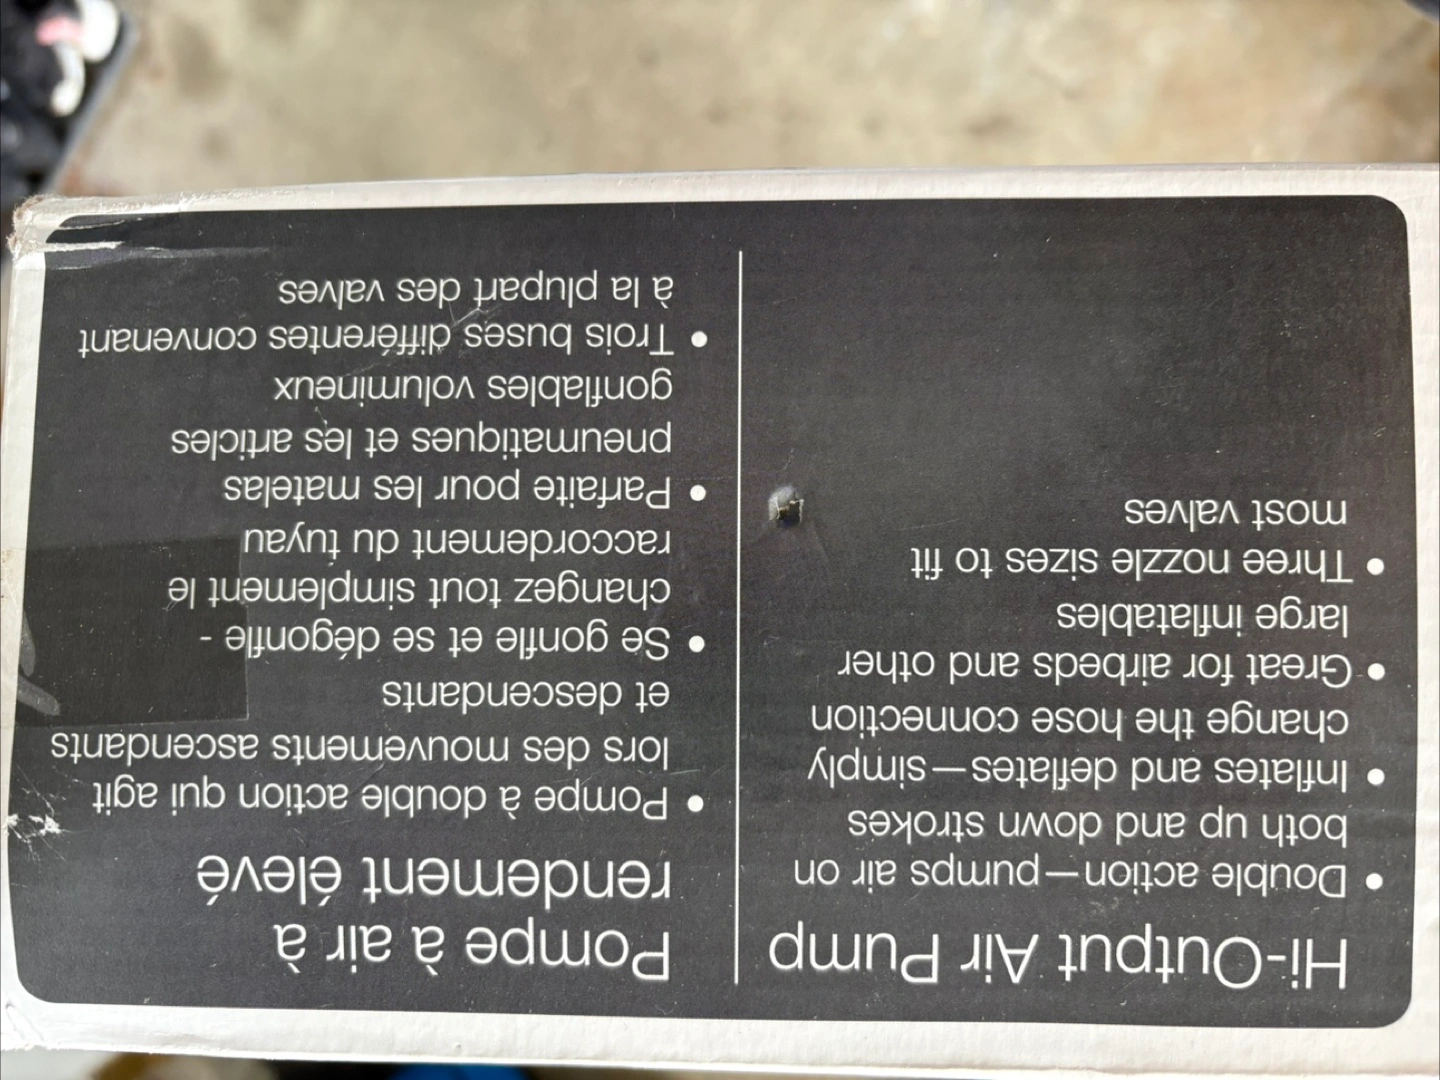 Hi-Output Air Pump
• Double action—pumps air on
both up and down strokes
• Inflates and deflates—simply
change the hose connection
• Great for airbeds and other
large inflatables
• Three nozzle sizes to fit
most valves
Pompe à air à
rendement élevé
• Pompe à double action qui agit
lors des mouvements ascendants
et descendants
• Se gonfle et se dégonfle -
changez tout simplement le
raccordement du tuyau
• Parfaite pour les matelas
pneumatiques et les articles
gonflables volumineux
• Trois buses différentes convenant
à la plupart des valves